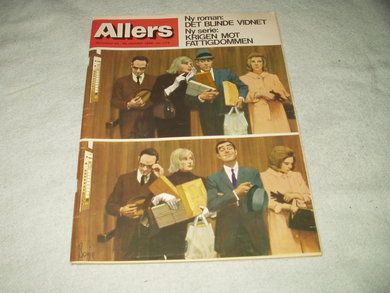 Allers
Ny roman:
DET BLINDE VIDNET
Ny serie:
KRIGEN MOT
FATTIGDOMMEN